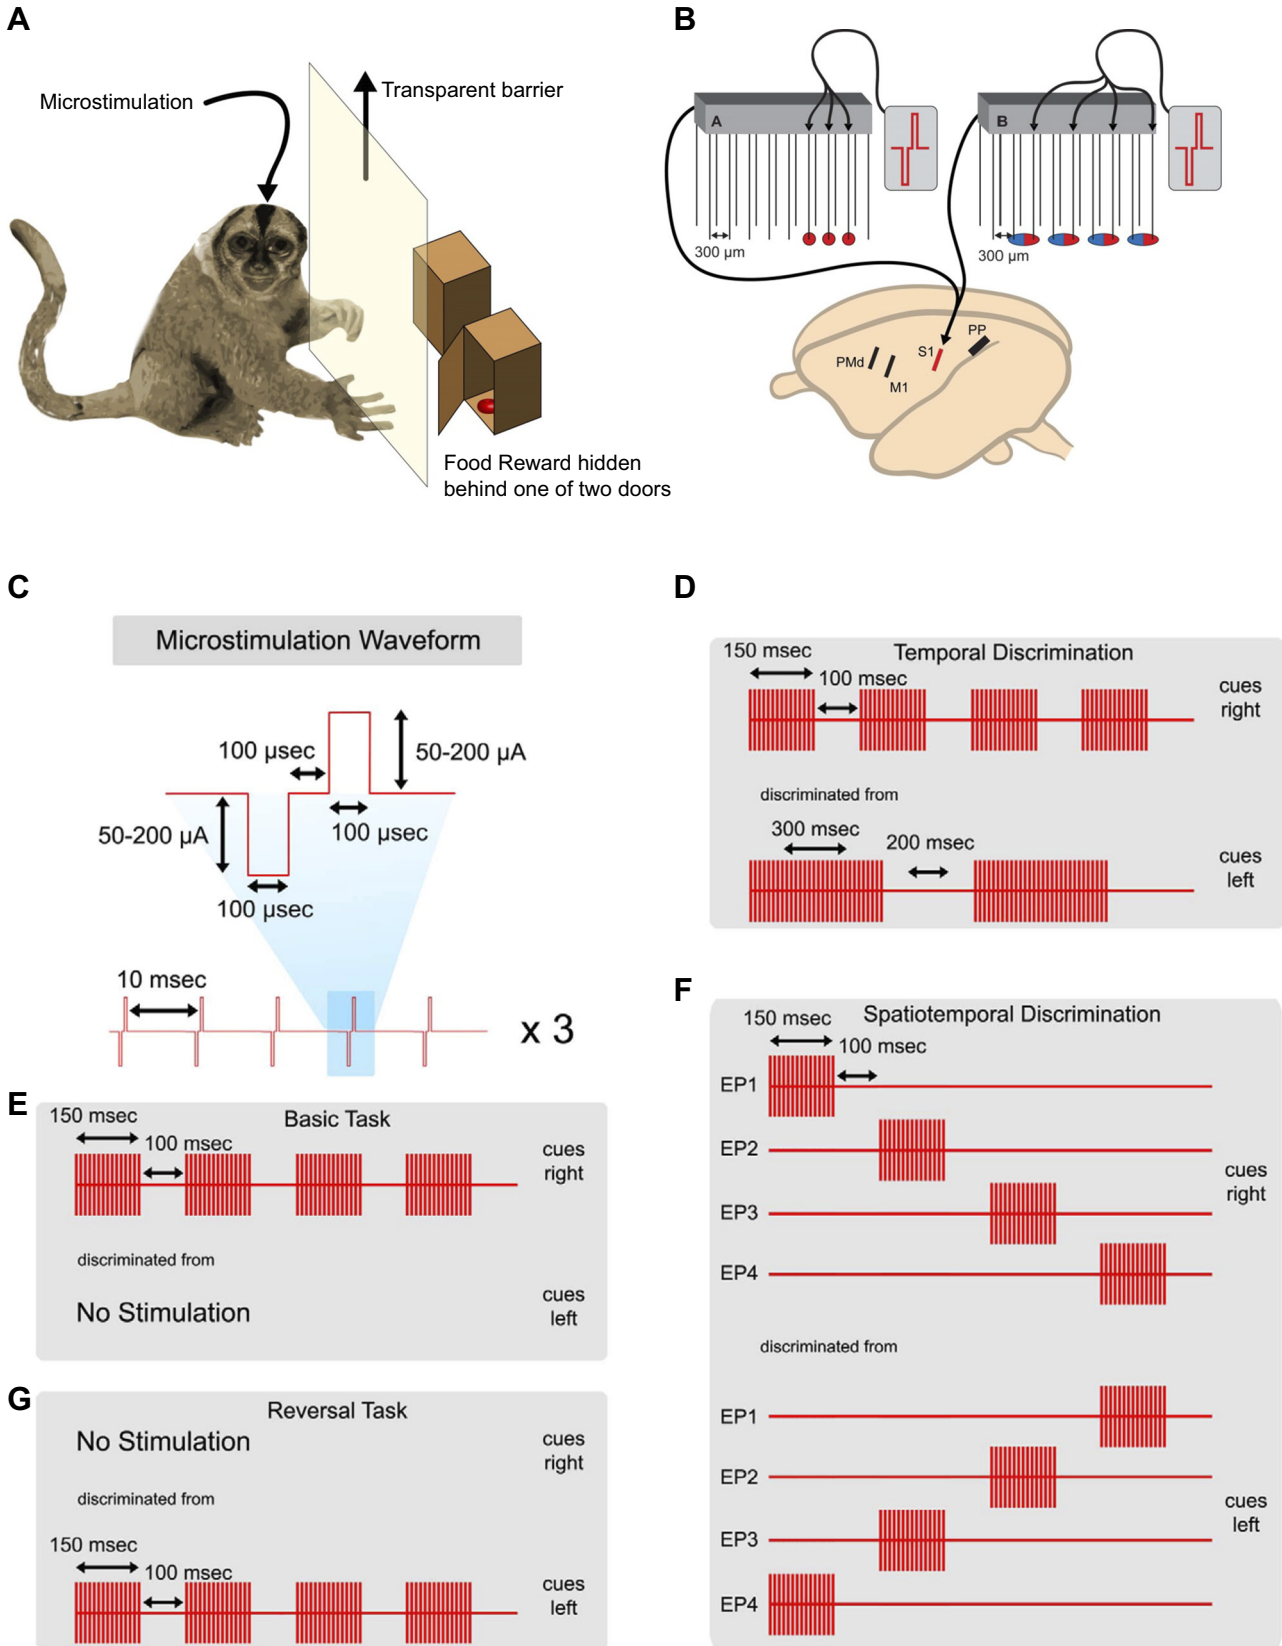 A
Microstimulation
Transparent barrier
Food Reward hidden
behind one of two doors
B
A
B
300 µm
300 µm
PMd
M1
S1
PP
C
Microstimulation Waveform
100 µsec
50-200 µA
50-200 µA
100 µsec
100 µsec
10 msec
x 3
D
Temporal Discrimination
150 msec
100 msec
cues
right
discriminated from
300 msec
200 msec
cues
left
E
Basic Task
150 msec
100 msec
cues
right
discriminated from
No Stimulation
cues
left
F
Spatiotemporal Discrimination
150 msec
100 msec
EP1
EP2
EP3
EP4
cues
right
discriminated from
EP1
EP2
EP3
EP4
cues
left
G
Reversal Task
No Stimulation
cues
right
discriminated from
150 msec
100 msec
cues
left